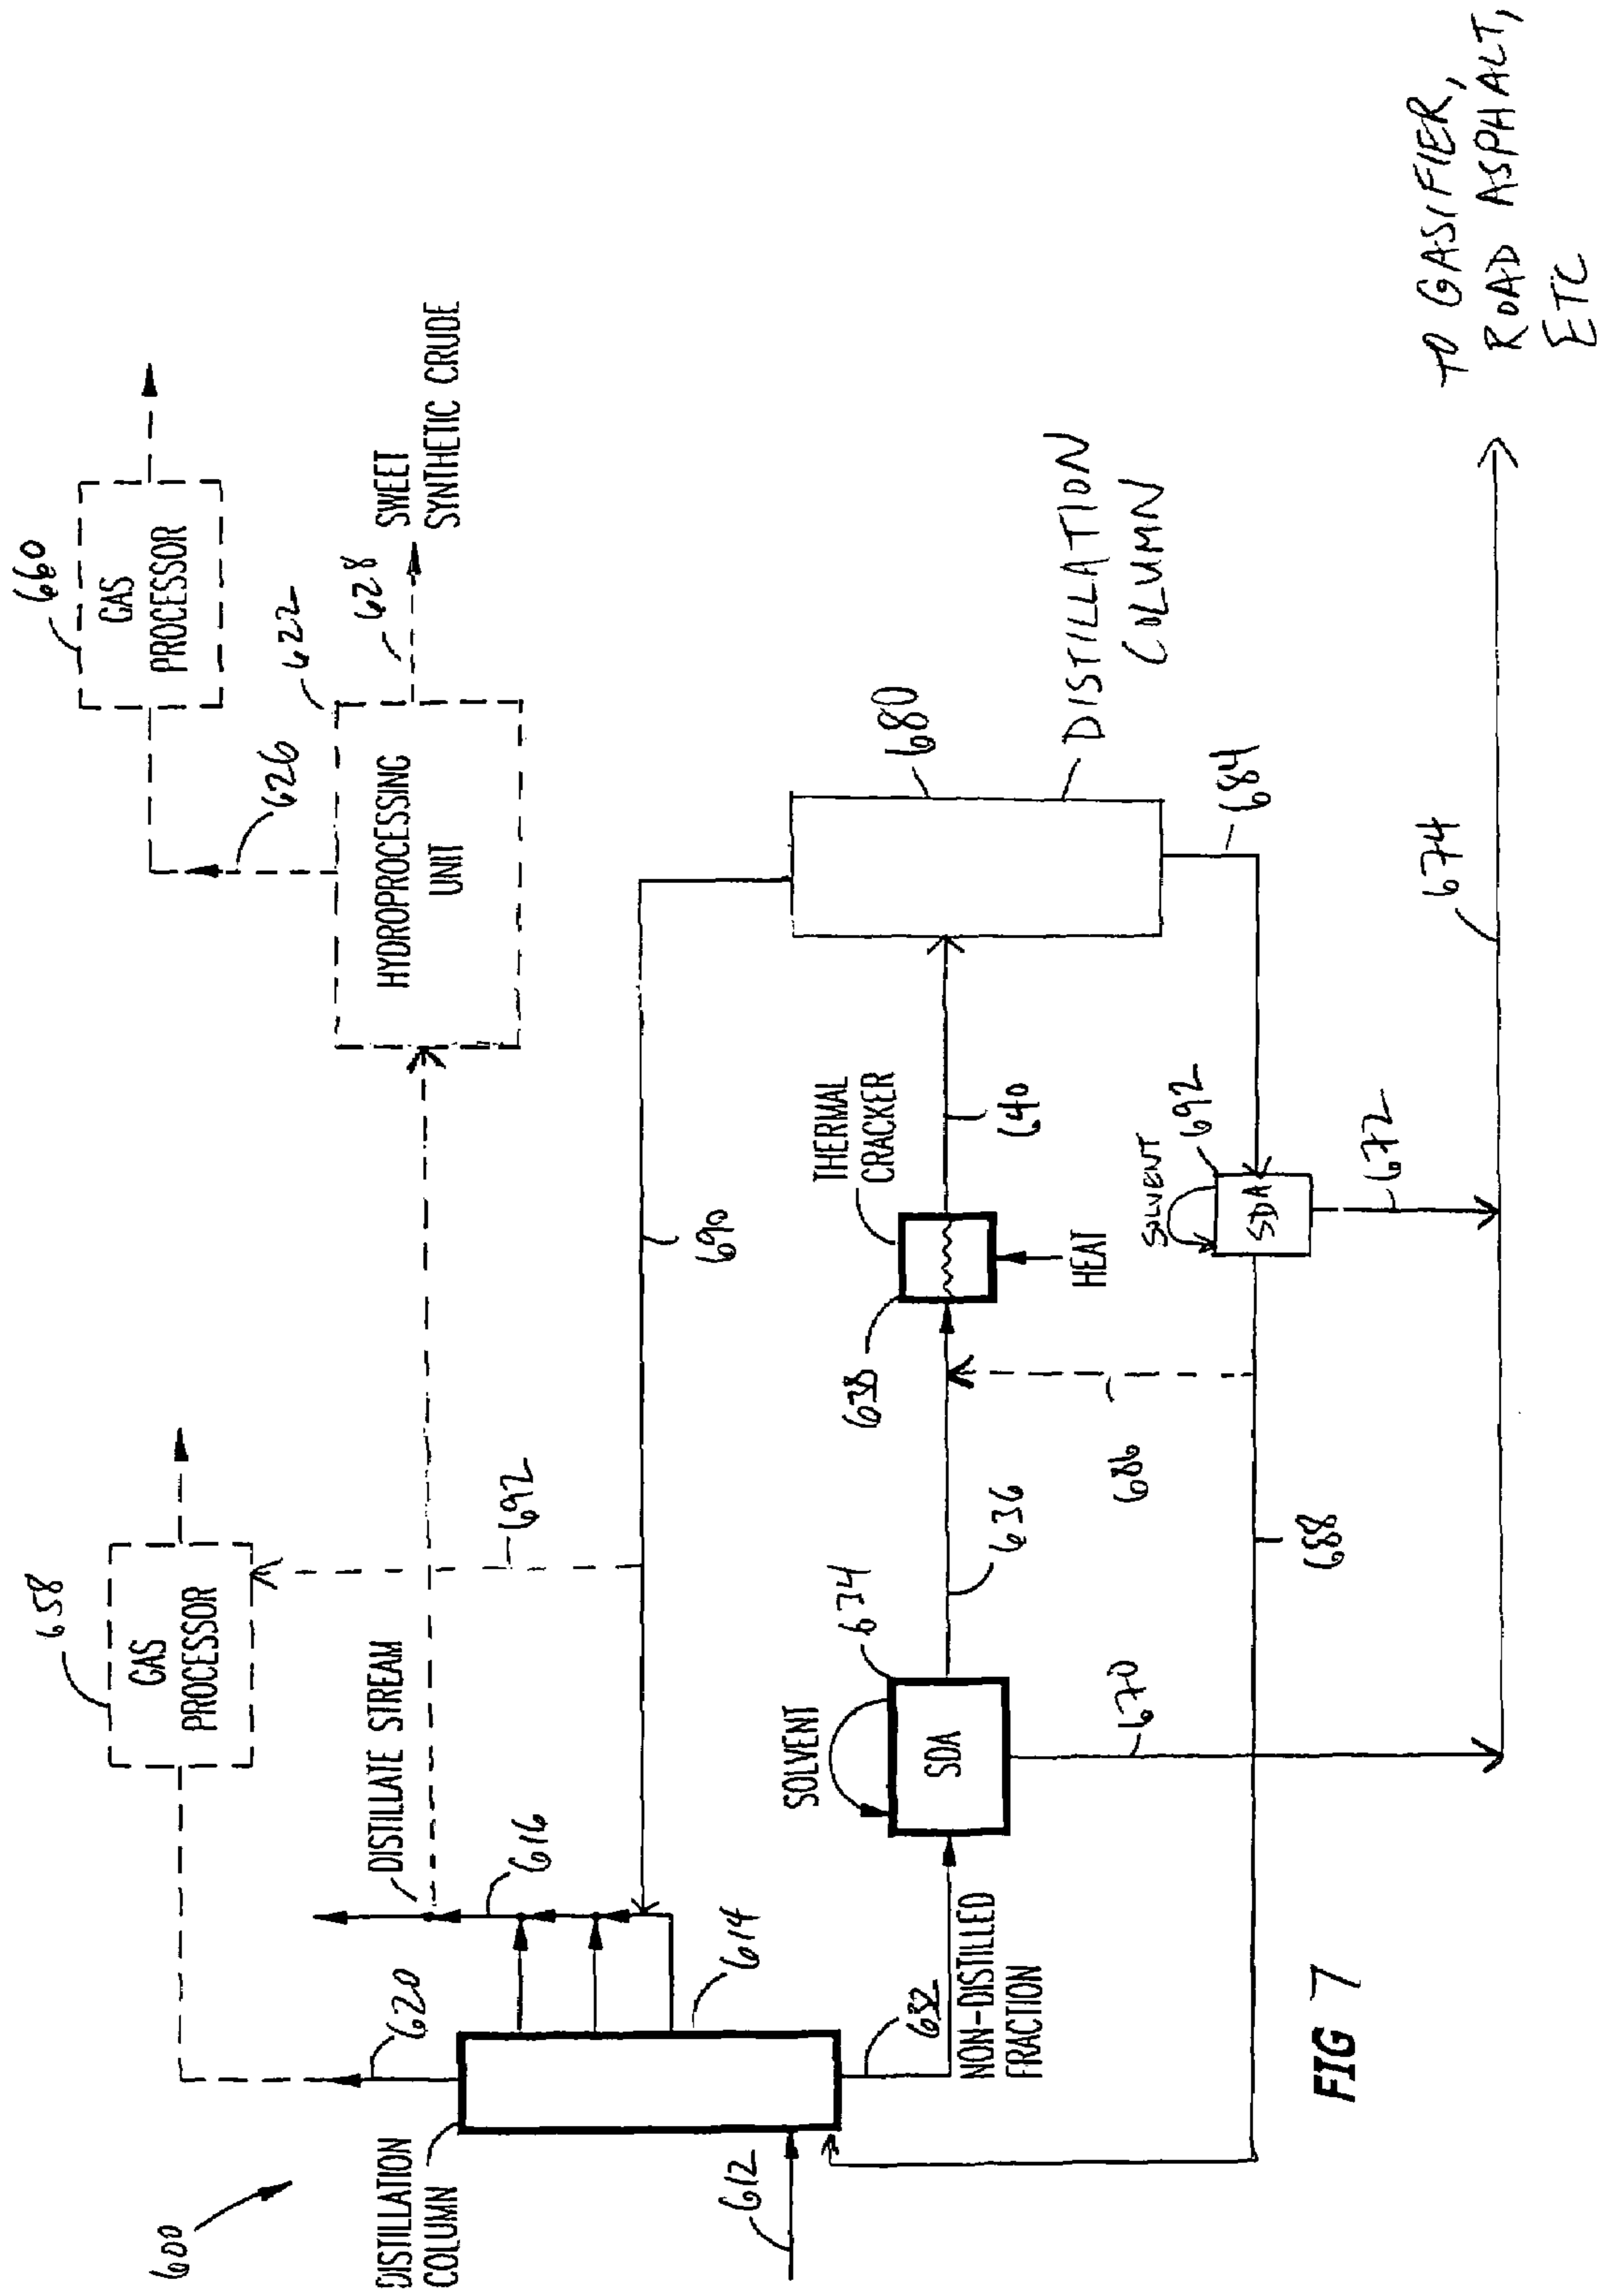 600
DISTILLATION
COLUMN
612
620
614
616
DISTILLATE STREAM
658
GAS
PROCESSOR
692
690
660
GAS
PROCESSOR
626
622
HYDROPROCESSING
UNIT
628
SWEET
SYNTHETIC CRUDE
632
NON-DISTILLED
FRACTION
SOLVENT
SDA
634
636
638
THERMAL
CRACKER
HEAT
640
680
DISTILLATION
COLUMN
684
SOLVENT
692
SDA
686
688
670
672
674
TO GASIFIER,
ROAD ASPHALT,
ETC
FIG 7